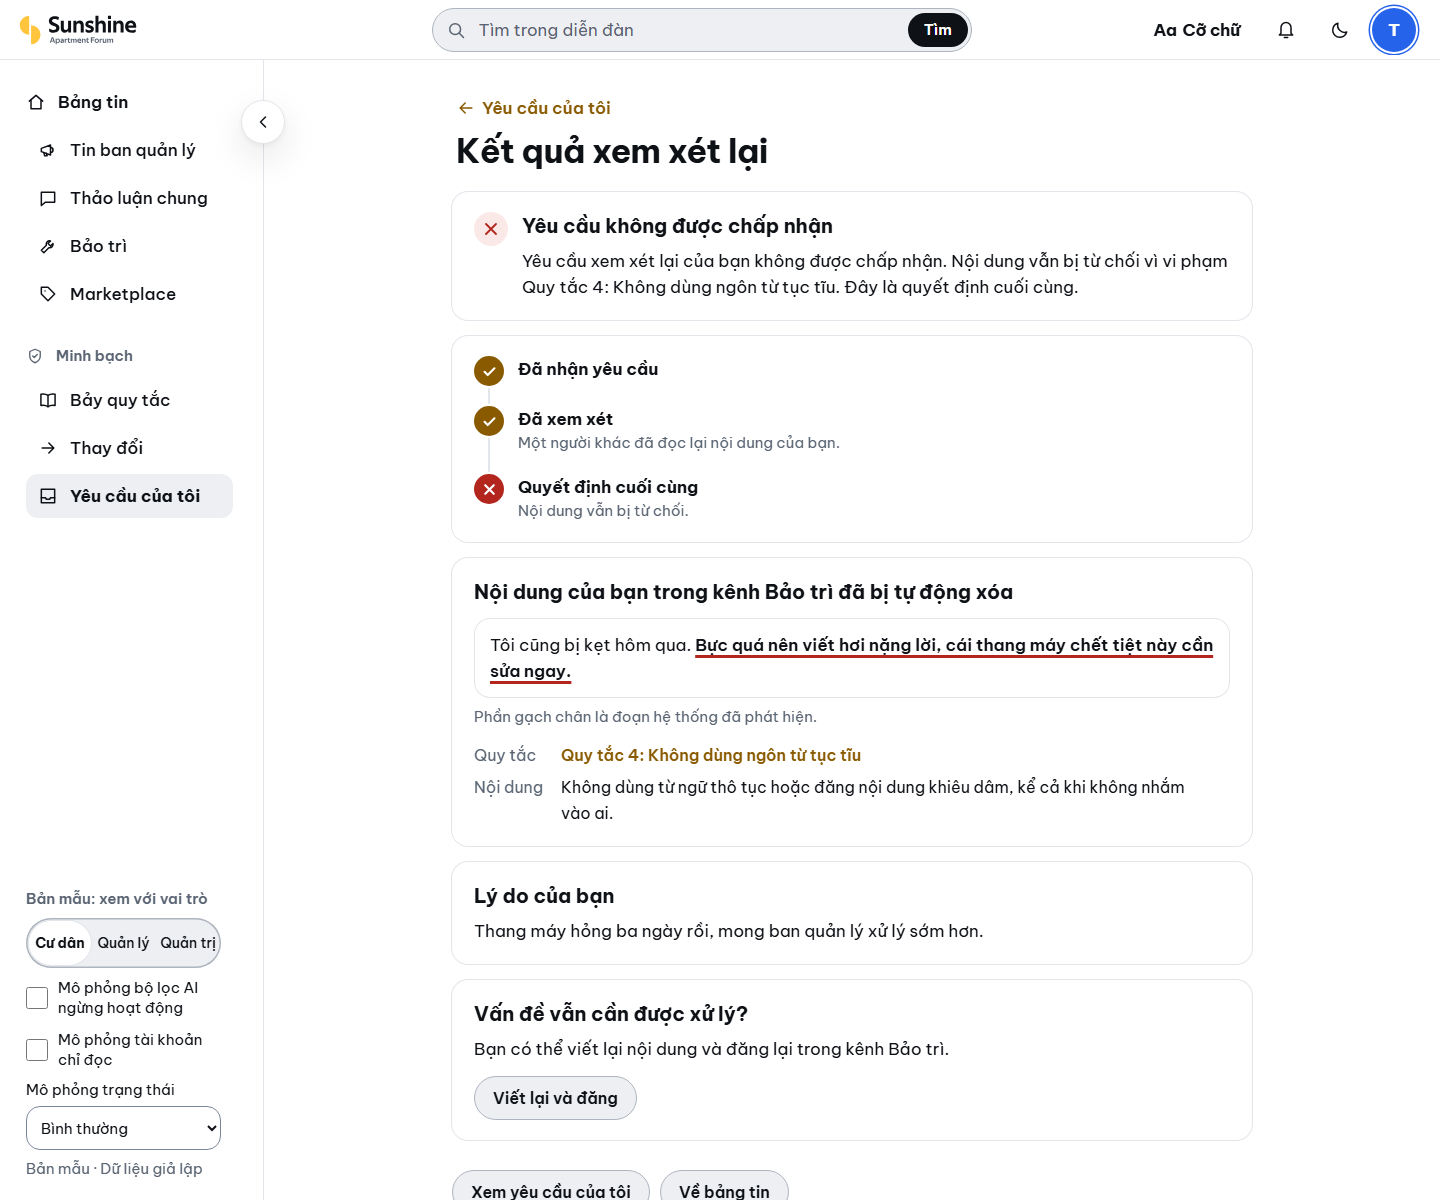 Sunshine
Apartment Forum
Tìm trong diễn đàn
Tìm
Aa Cỡ chữ
T
Bảng tin
Tin ban quản lý
Thảo luận chung
Bảo trì
Marketplace
Minh bạch
Bảy quy tắc
Thay đổi
Yêu cầu của tôi
Bản mẫu: xem với vai trò
Cư dân
Quản lý
Quản trị
Mô phỏng bộ lọc AI
ngừng hoạt động
Mô phỏng tài khoản
chỉ đọc
Mô phỏng trạng thái
Bình thường
Bản mẫu · Dữ liệu giả lập
Yêu cầu của tôi
Kết quả xem xét lại
Yêu cầu không được chấp nhận
Yêu cầu xem xét lại của bạn không được chấp nhận. Nội dung vẫn bị từ chối vì vi phạm
Quy tắc 4: Không dùng ngôn từ tục tĩu. Đây là quyết định cuối cùng.
Đã nhận yêu cầu
Đã xem xét
Một người khác đã đọc lại nội dung của bạn.
Quyết định cuối cùng
Nội dung vẫn bị từ chối.
Nội dung của bạn trong kênh Bảo trì đã bị tự động xóa
Tôi cũng bị kẹt hôm qua. Bực quá nên viết hơi nặng lời, cái thang máy chết tiệt này cần
sửa ngay.
Phần gạch chân là đoạn hệ thống đã phát hiện.
Quy tắc
Quy tắc 4: Không dùng ngôn từ tục tĩu
Nội dung
Không dùng từ ngữ thô tục hoặc đăng nội dung khiêu dâm, kể cả khi không nhắm
vào ai.
Lý do của bạn
Thang máy hỏng ba ngày rồi, mong ban quản lý xử lý sớm hơn.
Vấn đề vẫn cần được xử lý?
Bạn có thể viết lại nội dung và đăng lại trong kênh Bảo trì.
Viết lại và đăng
Xem yêu cầu của tôi
Về bảng tin